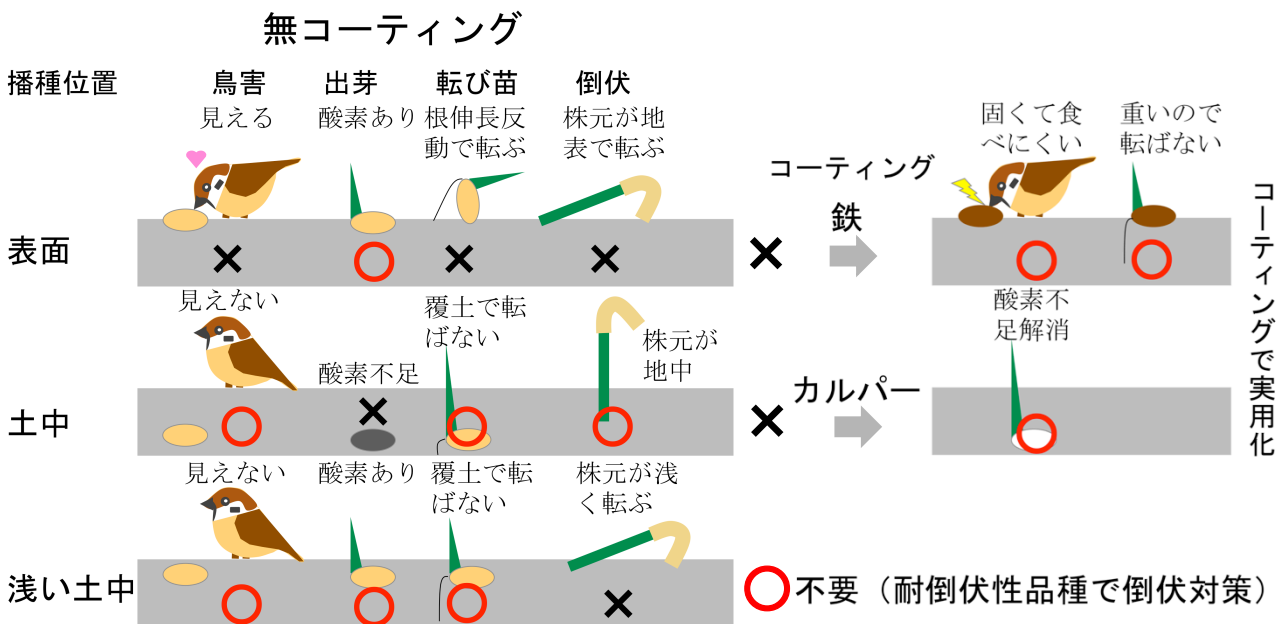 無コーティング
播種位置
鳥害
出芽
転び苗
倒伏
見える
酸素あり
根伸長反
動で転ぶ
株元が地
表で転ぶ
表面
×
○
×
×
×
コーティング
鉄
固くて食
べにくい
重いので
転ばない
○
○
見えない
酸素不足
覆土で転
ばない
株元が
地中
土中
○
×
○
○
×
カルパー
酸素不
足解消
○
見えない
酸素あり
覆土で転
ばない
株元が浅
く転ぶ
浅い土中
○
○
○
×
○不要（耐倒伏性品種で倒伏対策）
コーティングで実用化